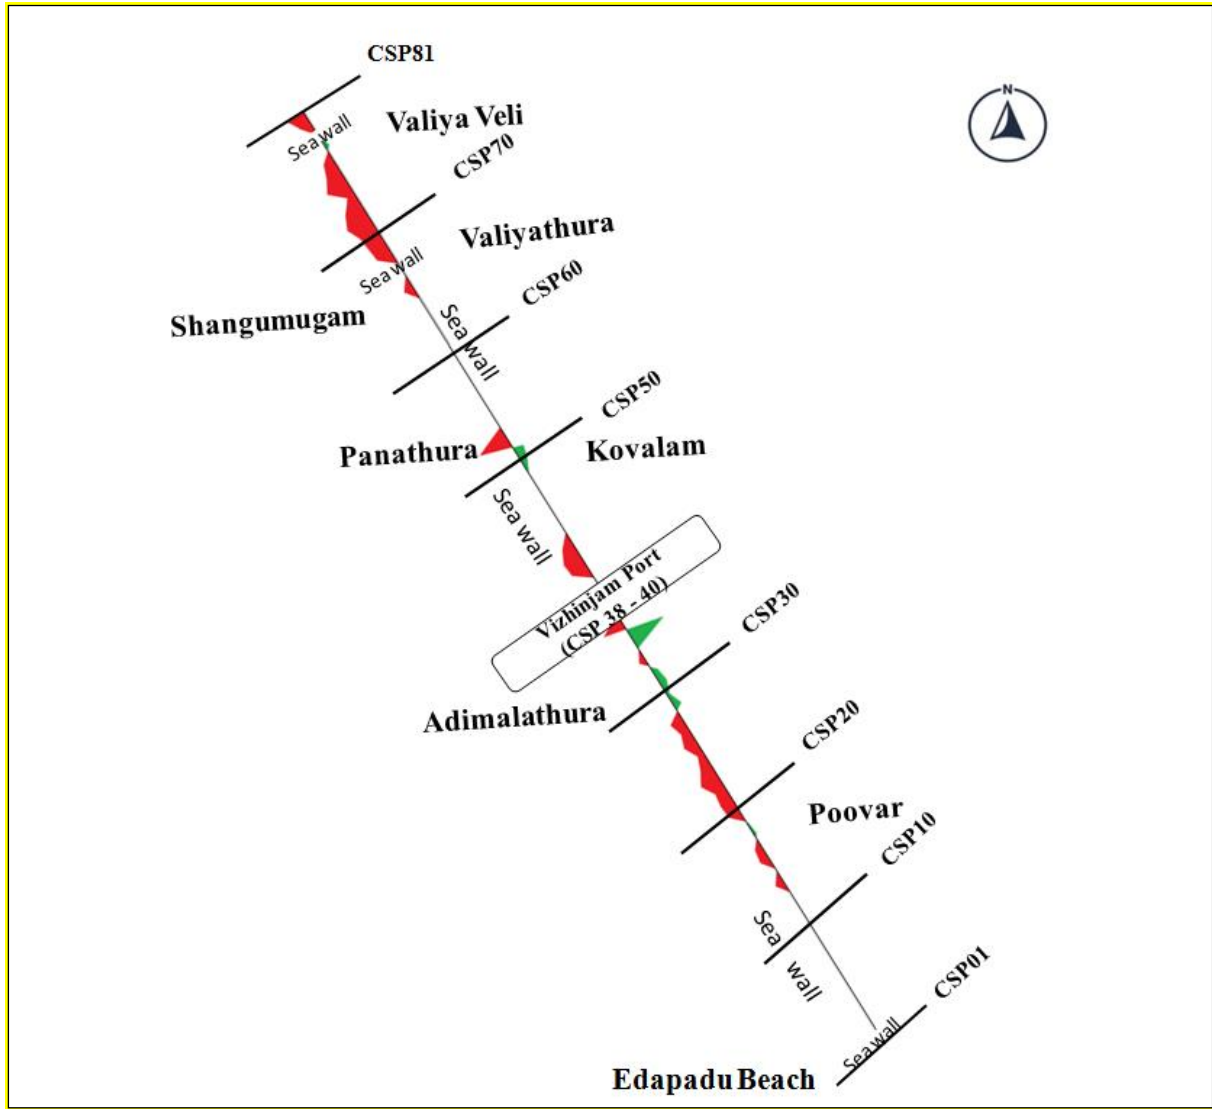 CSP81
N
Valiya Veli
Sea wall
CSP70
Valiyathura
Sea wall
CSP60
Shangumugam
Sea wall
CSP50
Panathura
Kovalam
Sea wall
Vizhinjam Port
(CSP 38 - 40)
CSP30
Adimalathura
CSP20
Poovar
CSP10
Sea wall
CSP01
Sea wall
Edapadu Beach